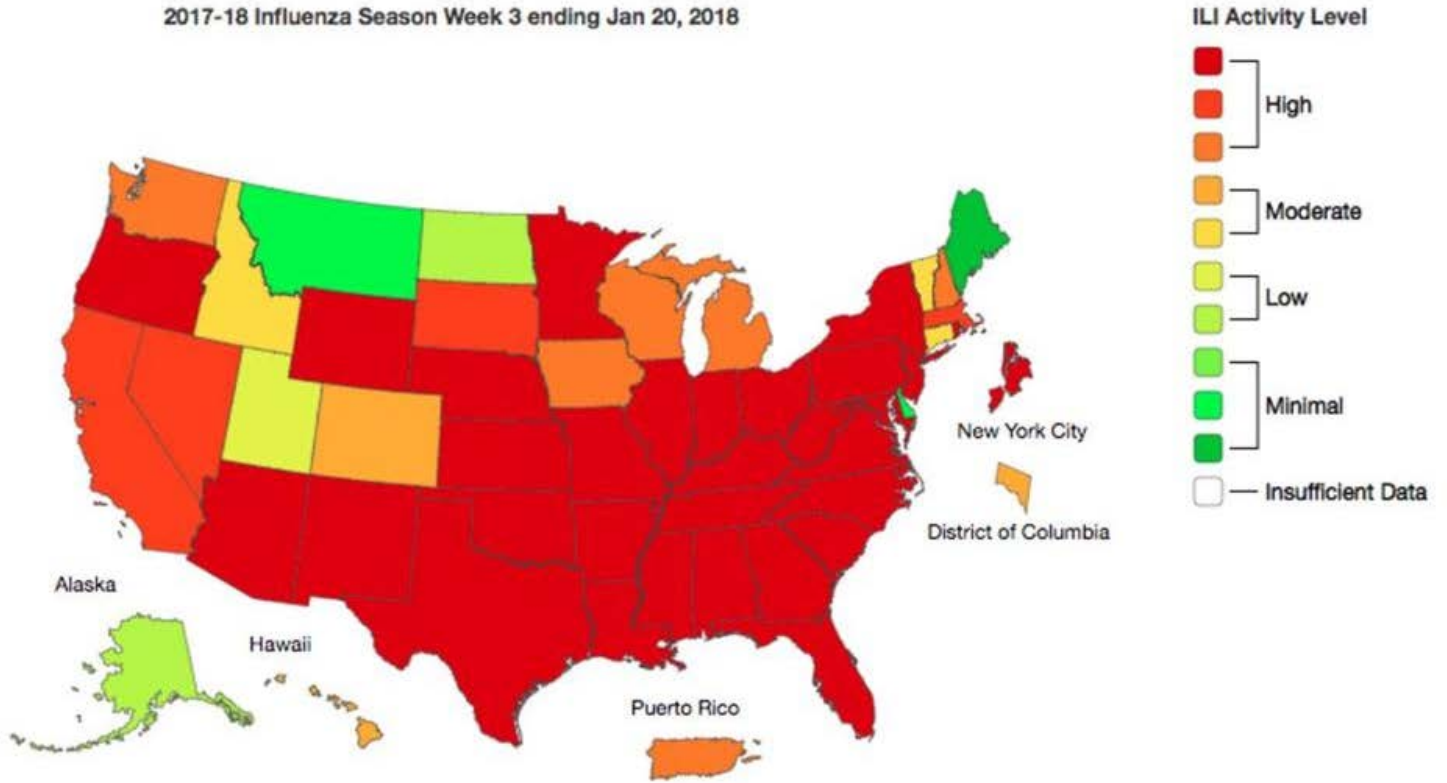 2017-18 Influenza Season Week 3 ending Jan 20, 2018
ILI Activity Level
High
Moderate
Low
Minimal
Insufficient Data
New York City
District of Columbia
Alaska
Hawaii
Puerto Rico